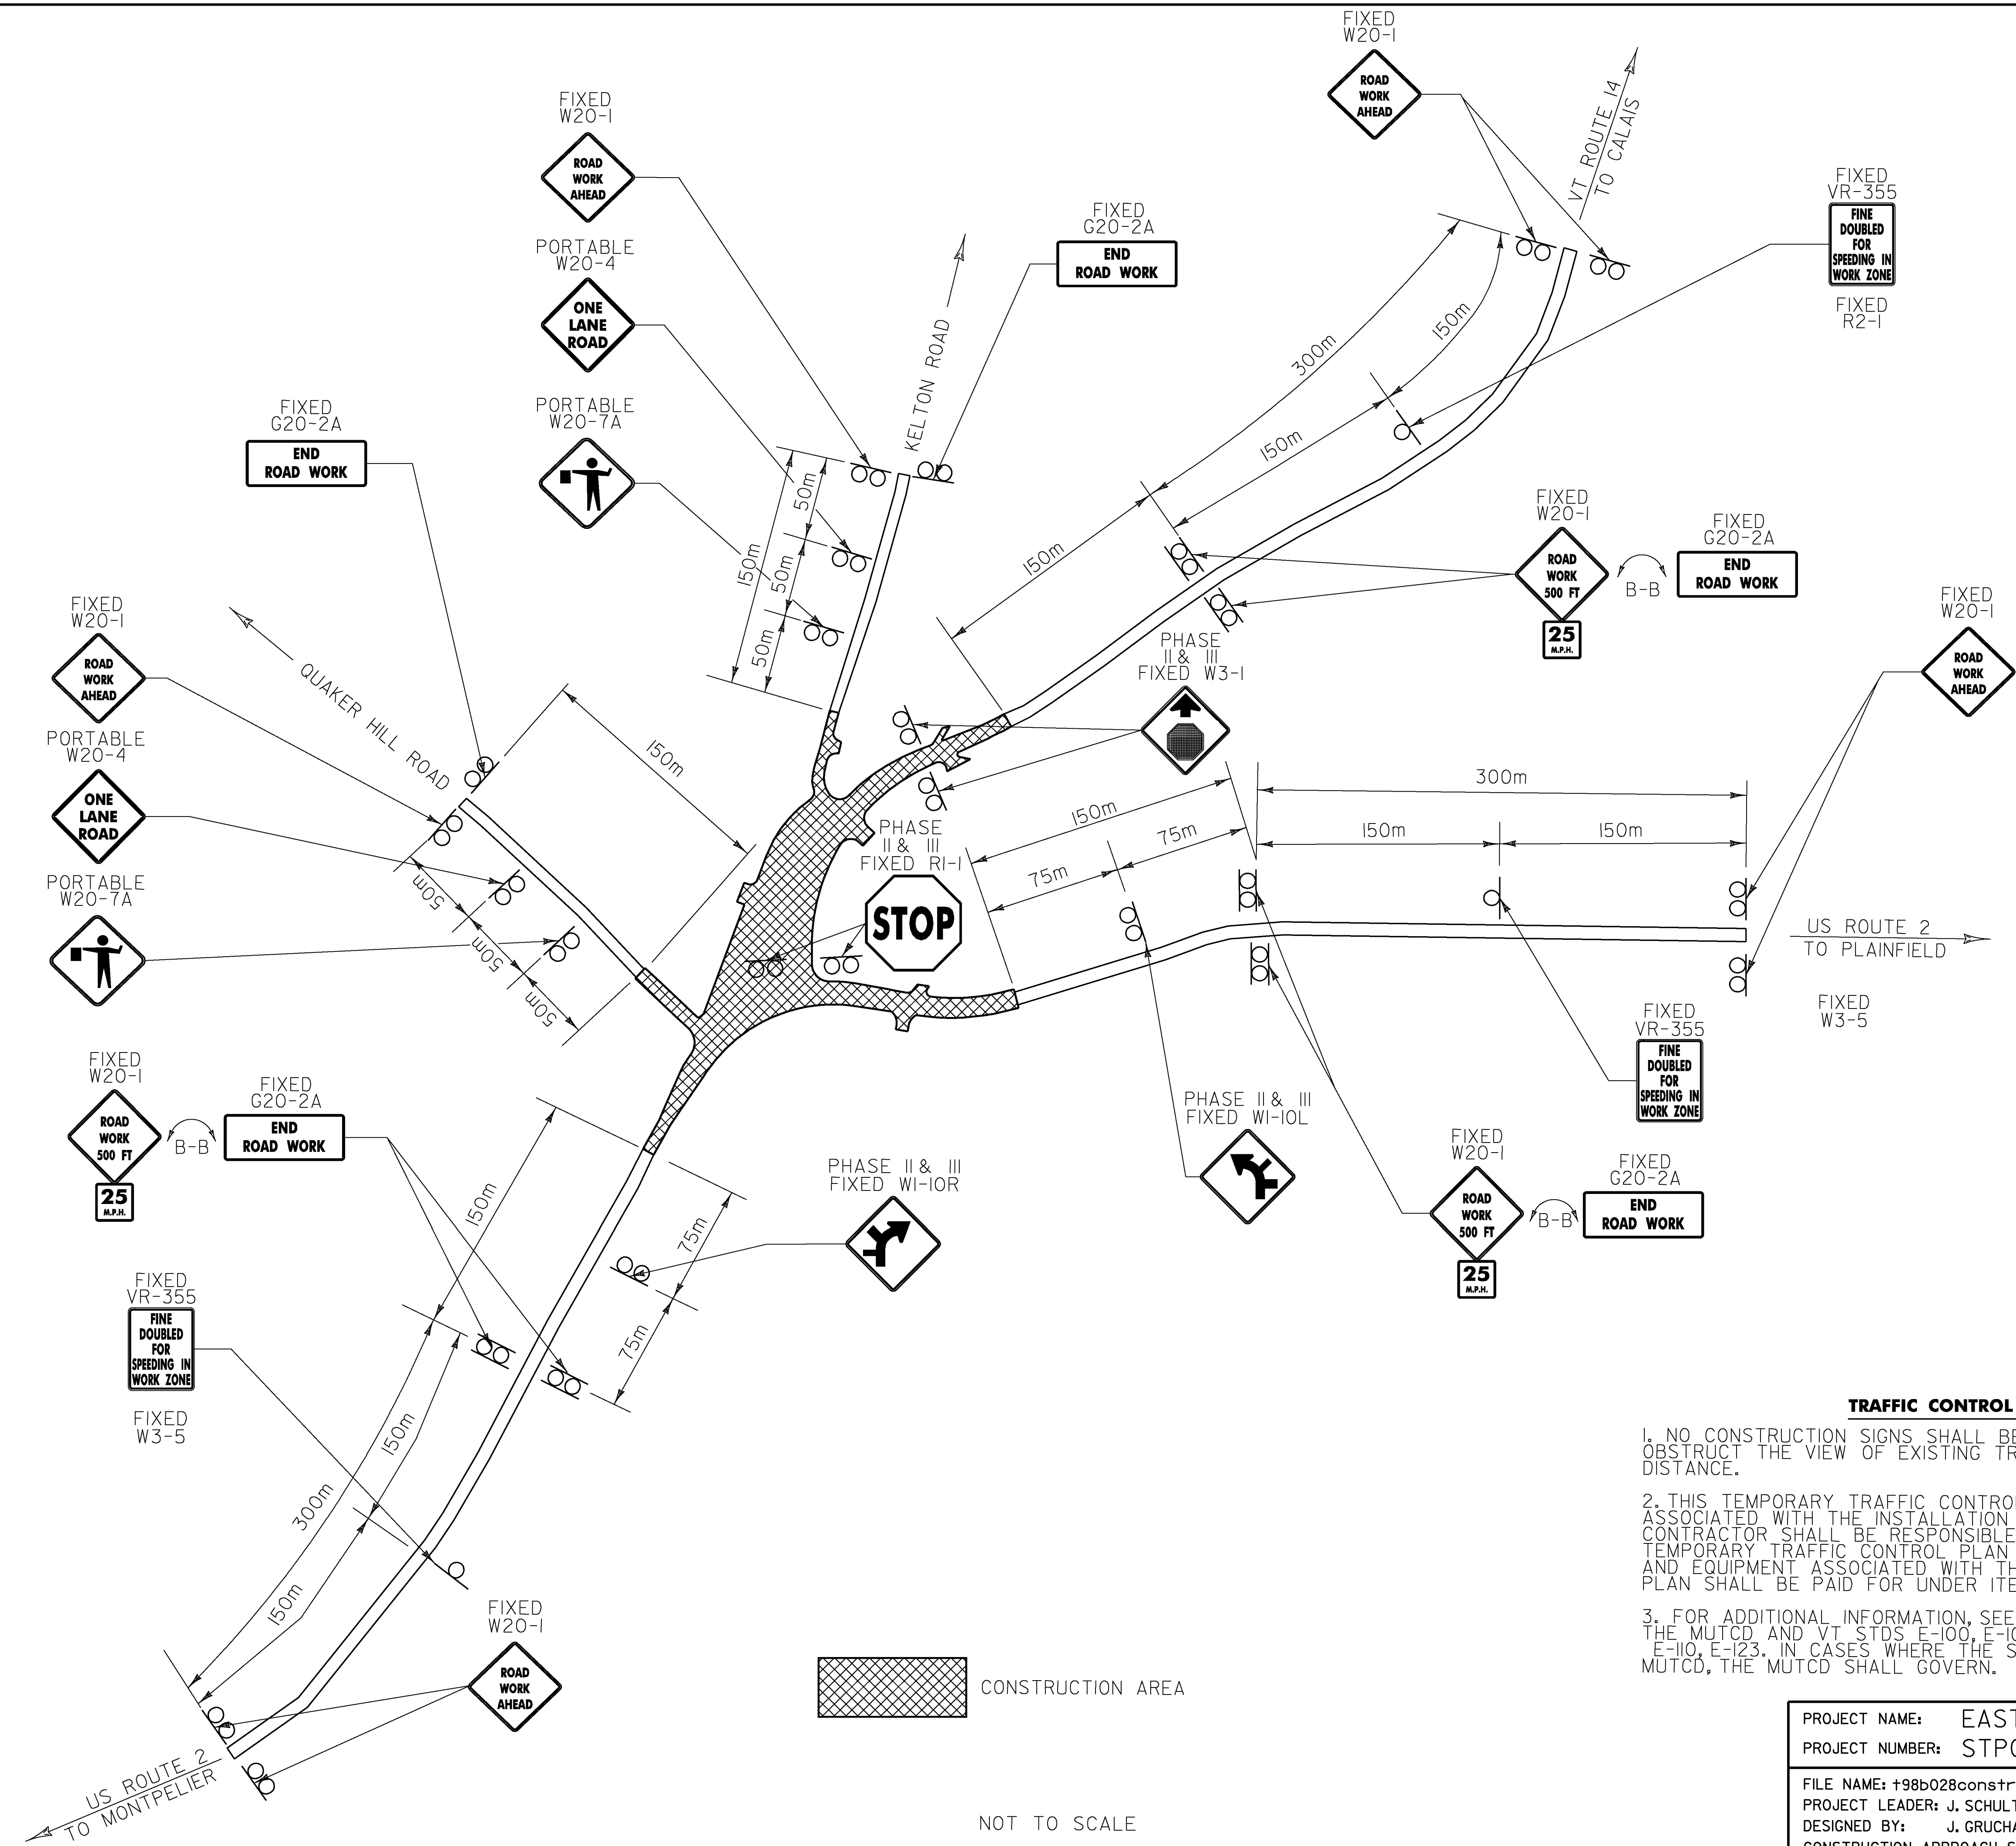 FIXED
W20-1
ROAD
WORK
AHEAD
VT ROUTE 14
TO CALAIS
FIXED
VR-355
FINE
DOUBLED
FOR
SPEEDING IN
WORK ZONE
FIXED
R2-1
FIXED
W20-1
ROAD
WORK
AHEAD
PORTABLE
W20-4
ONE
LANE
ROAD
PORTABLE
W20-7A
FIXED
G20-2A
END
ROAD WORK
KELTON ROAD
FIXED
G20-2A
END
ROAD WORK
300m
150m
150m
150m
150m
50m
50m
50m
FIXED
W20-1
ROAD
WORK
500 FT
25
M.P.H.
B-B
FIXED
G20-2A
END
ROAD WORK
FIXED
W20-1
ROAD
WORK
AHEAD
FIXED
W20-1
ROAD
WORK
AHEAD
PORTABLE
W20-4
ONE
LANE
ROAD
PORTABLE
W20-7A
QUAKER HILL ROAD
150m
50m
50m
50m
PHASE
II & III
FIXED W3-1
PHASE
II & III
FIXED R1-1
STOP
150m
75m
75m
300m
150m
150m
US ROUTE 2
TO PLAINFIELD
FIXED
W3-5
FIXED
VR-355
FINE
DOUBLED
FOR
SPEEDING IN
WORK ZONE
PHASE II & III
FIXED W1-10L
FIXED
W20-1
ROAD
WORK
500 FT
25
M.P.H.
B-B
FIXED
G20-2A
END
ROAD WORK
FIXED
W20-1
ROAD
WORK
500 FT
25
M.P.H.
B-B
FIXED
G20-2A
END
ROAD WORK
PHASE II & III
FIXED W1-10R
150m
75m
75m
FIXED
VR-355
FINE
DOUBLED
FOR
SPEEDING IN
WORK ZONE
FIXED
W3-5
300m
150m
150m
FIXED
W20-1
ROAD
WORK
AHEAD
US ROUTE 2
TO MONTPELIER
CONSTRUCTION AREA
NOT TO SCALE
TRAFFIC CONTROL
1. NO CONSTRUCTION SIGNS SHALL BE
OBSTRUCT THE VIEW OF EXISTING TR
DISTANCE.
2. THIS TEMPORARY TRAFFIC CONTROL
ASSOCIATED WITH THE INSTALLATION
CONTRACTOR SHALL BE RESPONSIBLE
TEMPORARY TRAFFIC CONTROL PLAN
AND EQUIPMENT ASSOCIATED WITH TH
PLAN SHALL BE PAID FOR UNDER ITE
3. FOR ADDITIONAL INFORMATION, SEE
THE MUTCD AND VT STDS E-100, E-10
E-110, E-123. IN CASES WHERE THE S
MUTCD, THE MUTCD SHALL GOVERN.
PROJECT NAME: EAST
PROJECT NUMBER: STPG
FILE NAME: t98b028constr
PROJECT LEADER: J. SCHULT
DESIGNED BY: J. GRUCHA